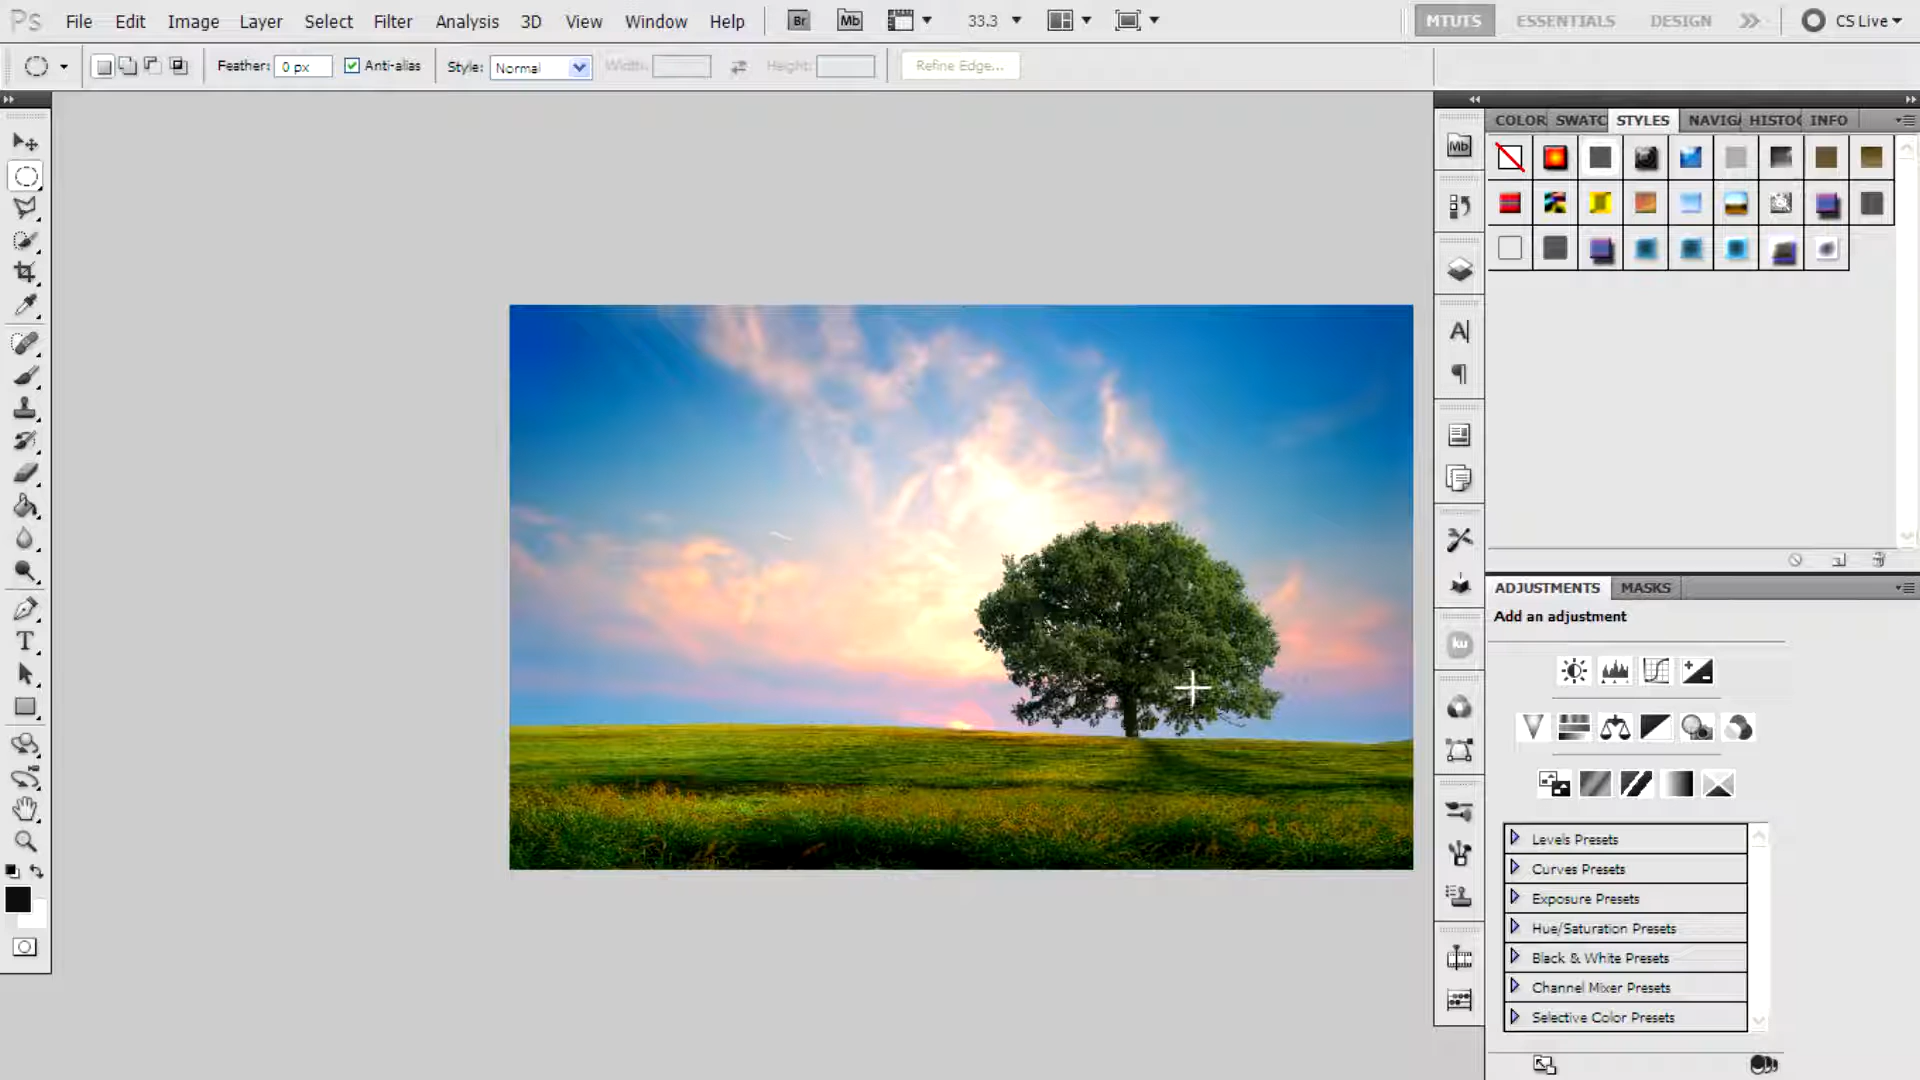 Ps File Edit Image Layer Select Filter Analysis 3D View Window Help Br Mb 33.3 MTUTS ESSENTIALS DESIGN CS Live
Feather: 0 px Anti-alias Style: Normal Width: Height: Refine Edge...
COLOR SWATC STYLES NAVIG HISTO INFO
Mb
A
ADJUSTMENTS MASKS
Add an adjustment
ku
T
Levels Presets
Curves Presets
Exposure Presets
Hue/Saturation Presets
Black & White Presets
Channel Mixer Presets
Selective Color Presets